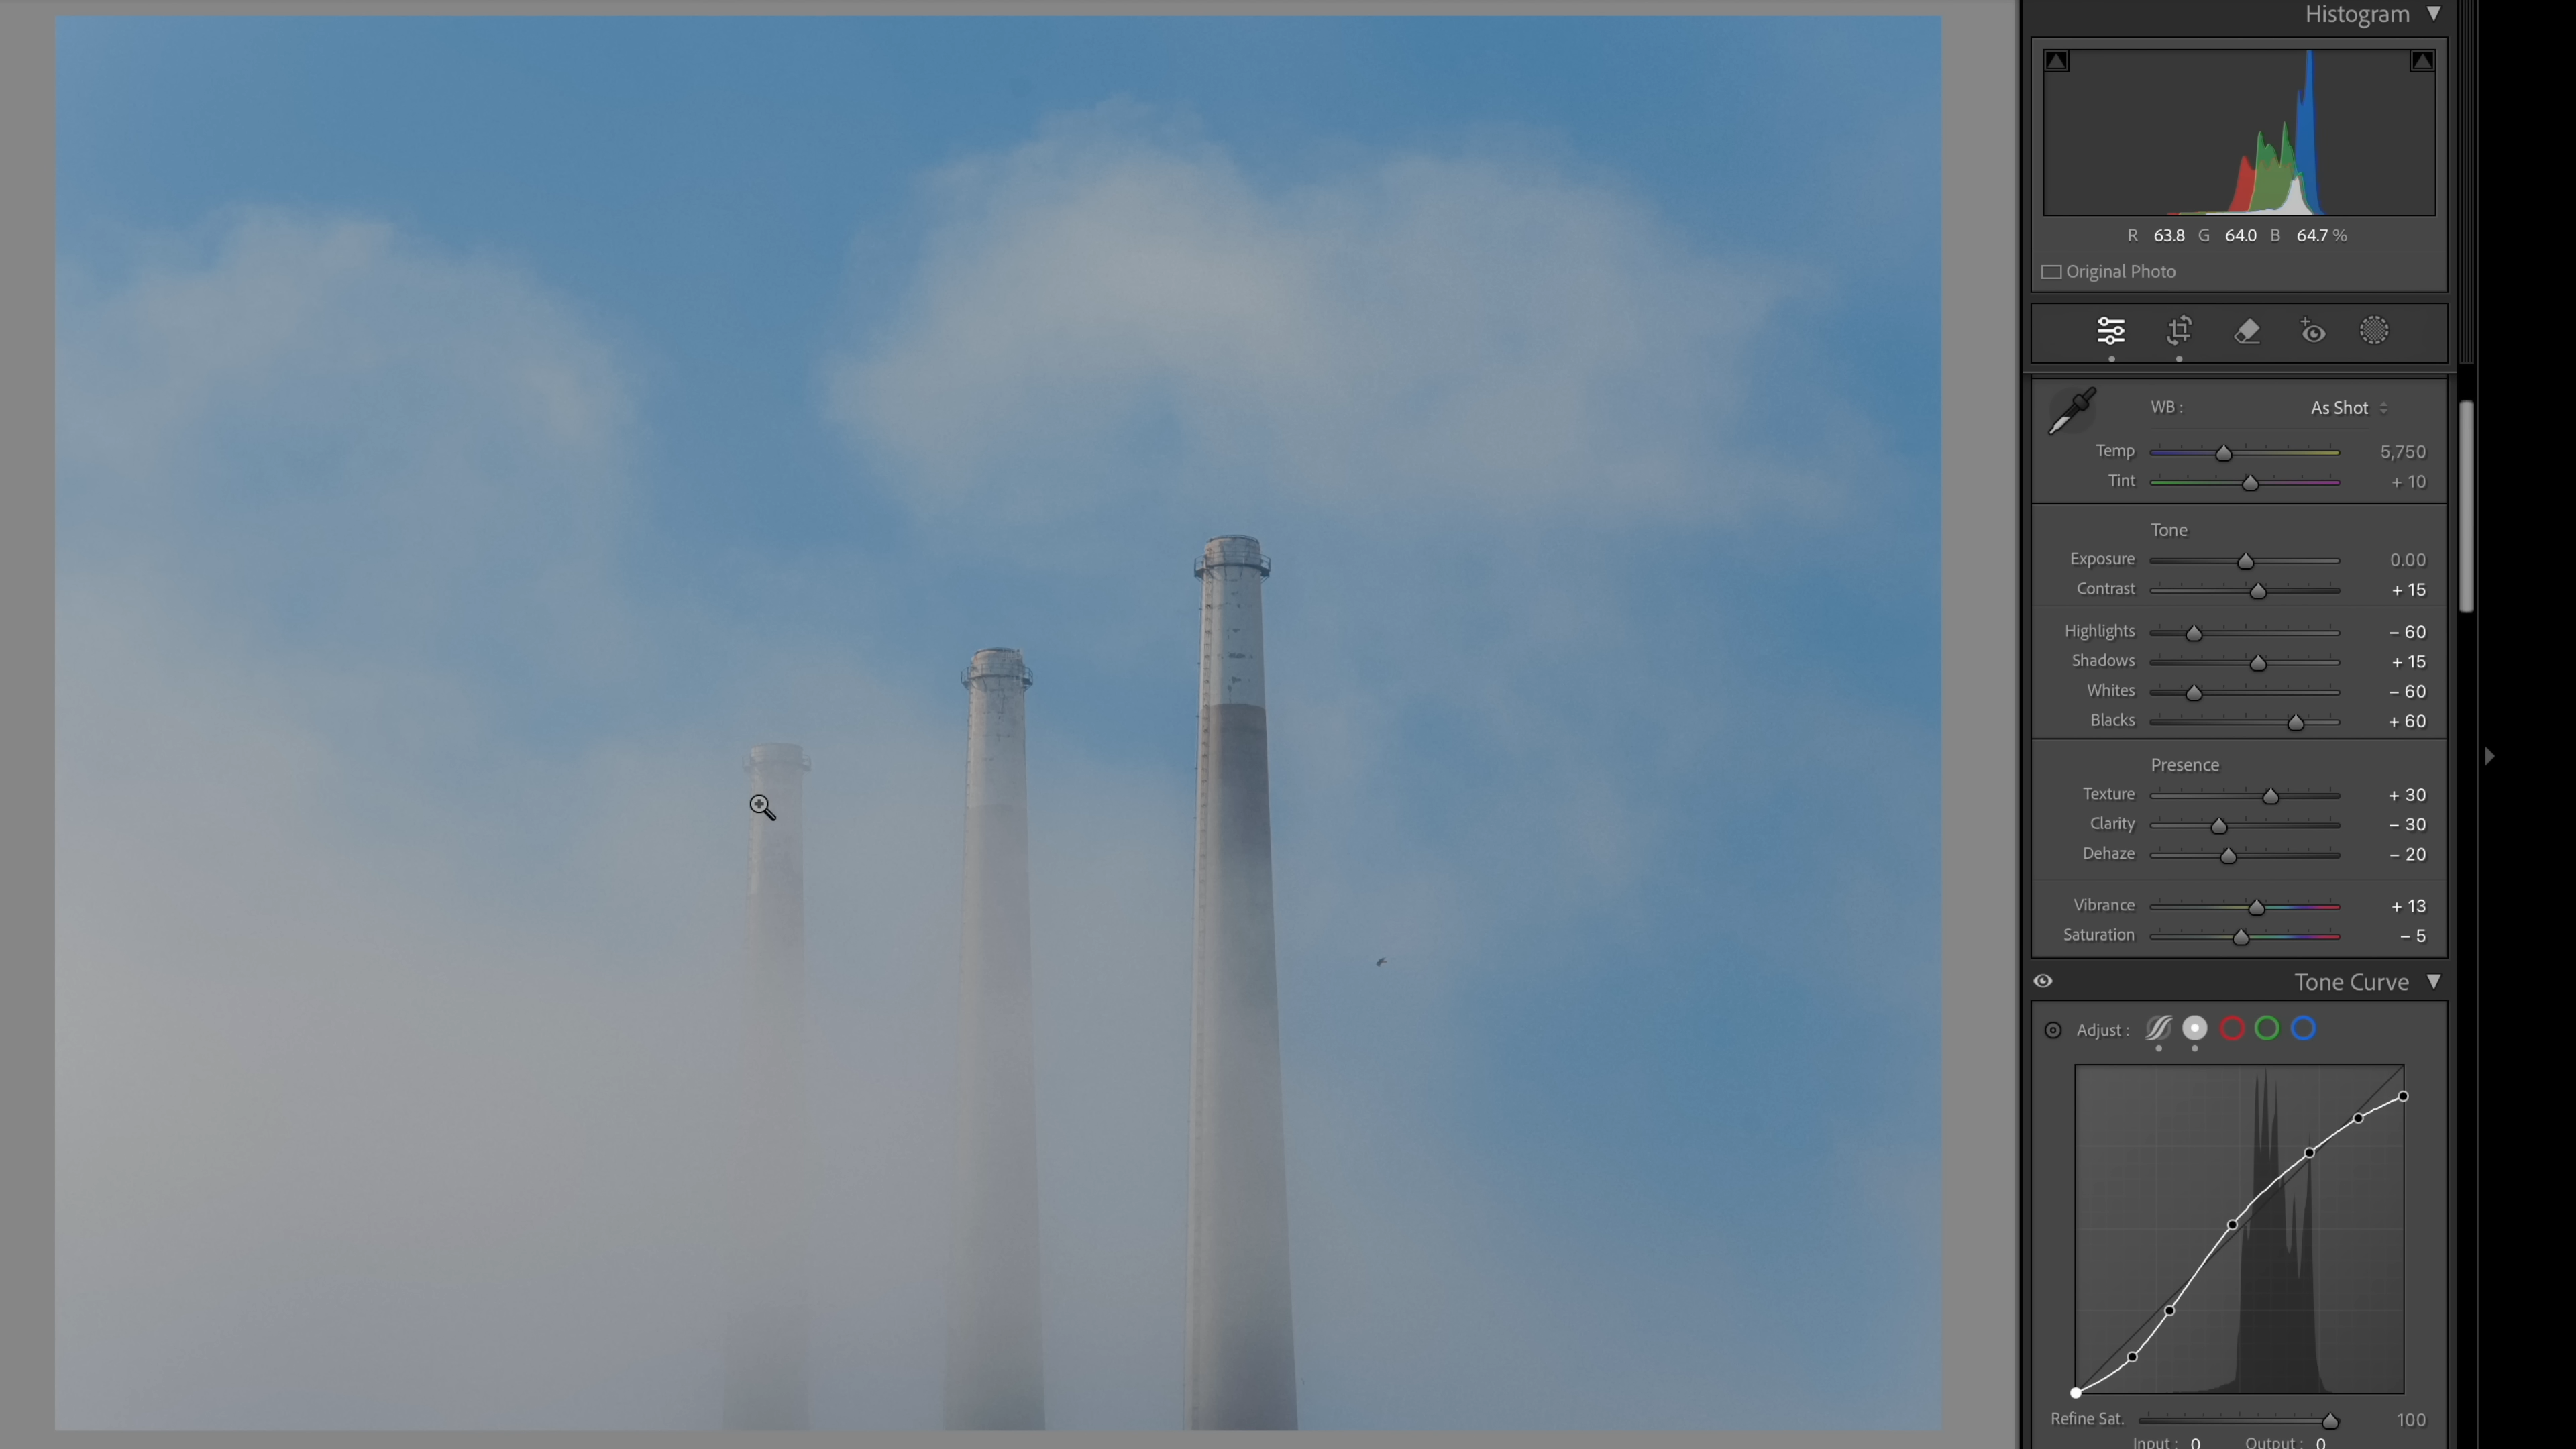 Histogram
R 63.8 G 64.0 B 64.7 %
Original Photo
WB : As Shot
Temp 5,750
Tint + 10
Tone
Exposure 0.00
Contrast + 15
Highlights – 60
Shadows + 15
Whites – 60
Blacks + 60
Presence
Texture + 30
Clarity – 30
Dehaze – 20
Vibrance + 13
Saturation – 5
Tone Curve
Adjust :
Refine Sat. 100
Input : 0 Output : 0